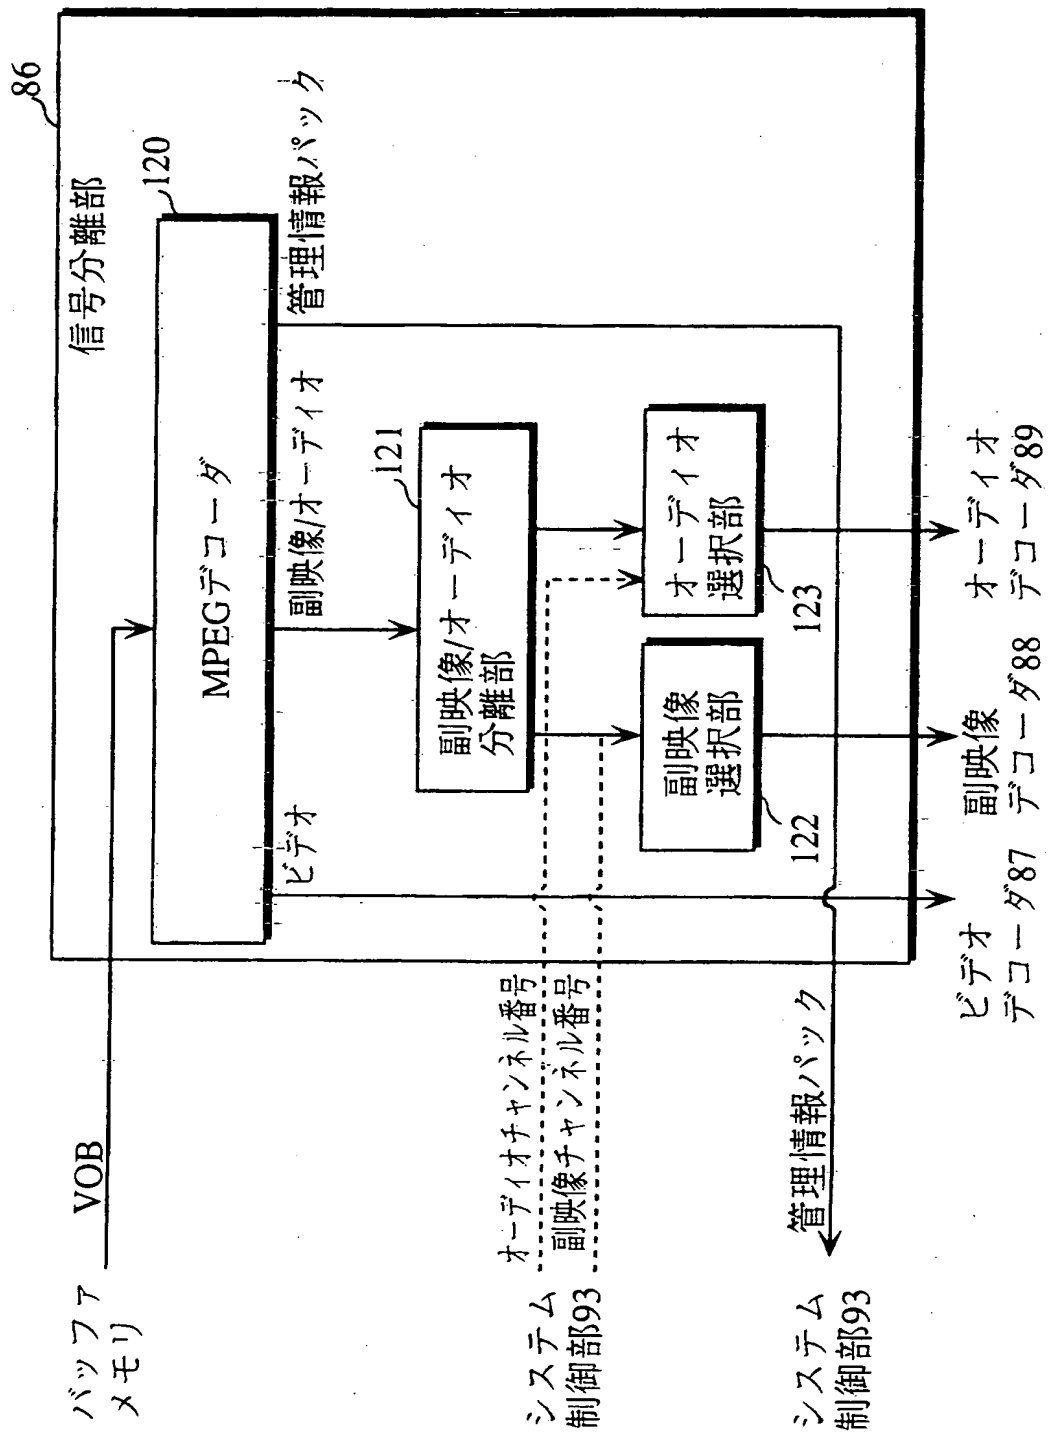 86
信号分離部
120
MPEGデコーダ
バッファ
メモリ
VOB
ビデオ
副映像/オーディオ
管理情報パック
121
副映像/オーディオ
分離部
オーディオチャンネル番号
副映像チャンネル番号
システム
制御部93
副映像
選択部
122
オーディオ
選択部
123
管理情報パック
システム
制御部93
ビデオ
デコーダ87
副映像
デコーダ88
オーディオ
デコーダ89